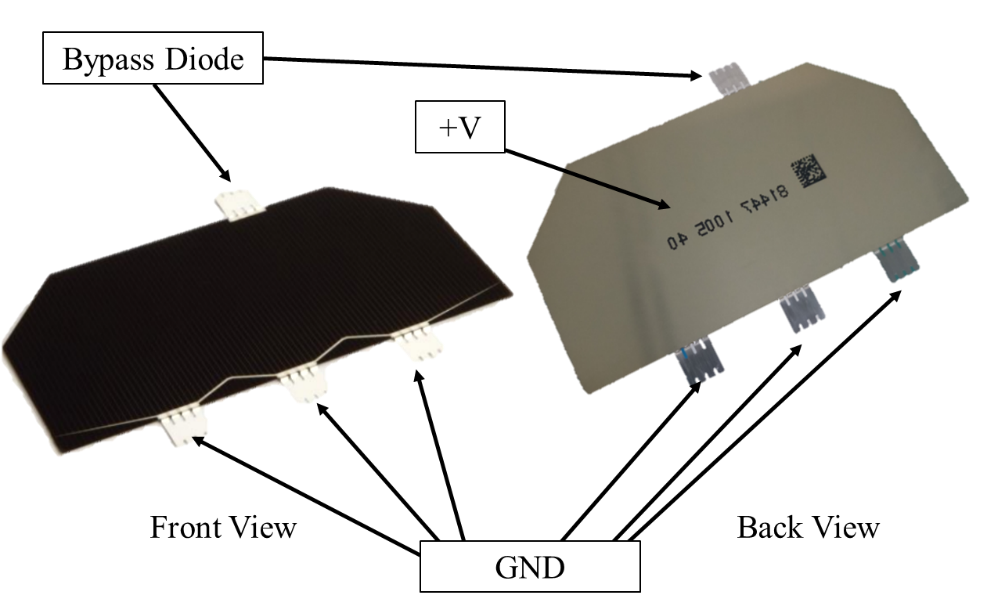 Bypass Diode
+V
81447 1005 40
Front View
Back View
GND